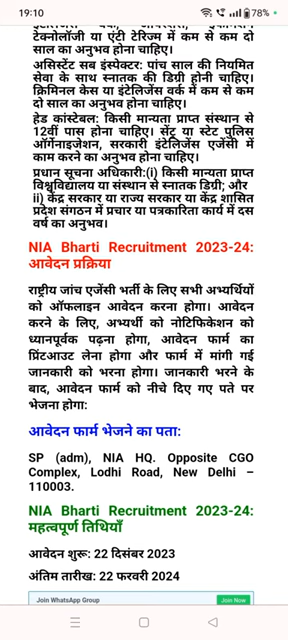 19:10
78%
टेक्नोलॉजी या एंटी टेरिज्म में कम से कम दो
साल का अनुभव होना चाहिए।
असिस्टेंट सब इंस्पेक्टर: पांच साल की नियमित
सेवा के साथ स्नातक की डिग्री होनी चाहिए।
क्रिमिनल केस या इंटेलिजेंस वर्क में कम से कम
दो साल का अनुभव होना चाहिए।
हेड कांस्टेबल: किसी मान्यता प्राप्त संस्थान से
12वीं पास होना चाहिए। सेंट्र या स्टेट पुलिस
ऑर्गेनाइजेशन, सरकारी इंटेलिजेंस एजेंसी में
काम करने का अनुभव होना चाहिए।
प्रधान सूचना अधिकारी:(i) किसी मान्यता प्राप्त
विश्वविद्यालय या संस्थान से स्नातक डिग्री; और
ii) केंद्र सरकार या राज्य सरकार या केंद्र शासित
प्रदेश संगठन में प्रचार या पत्रकारिता कार्य में दस
वर्ष का अनुभव।
NIA Bharti Recruitment 2023-24:
आवेदन प्रक्रिया
राष्ट्रीय जांच एजेंसी भर्ती के लिए सभी अभ्यर्थियों
को ऑफलाइन आवेदन करना होगा। आवेदन
करने के लिए, अभ्यर्थी को नोटिफिकेशन को
ध्यानपूर्वक पढ़ना होगा, आवेदन फार्म का
प्रिंटआउट लेना होगा और फार्म में मांगी गई
जानकारी को भरना होगा। जानकारी भरने के
बाद, आवेदन फार्म को नीचे दिए गए पते पर
भेजना होगा:
आवेदन फार्म भेजने का पता:
SP (adm), NIA HQ. Opposite CGO
Complex, Lodhi Road, New Delhi –
110003.
NIA Bharti Recruitment 2023-24:
महत्वपूर्ण तिथियाँ
आवेदन शुरू: 22 दिसंबर 2023
अंतिम तारीख: 22 फरवरी 2024
Join WhatsApp Group
Join Now